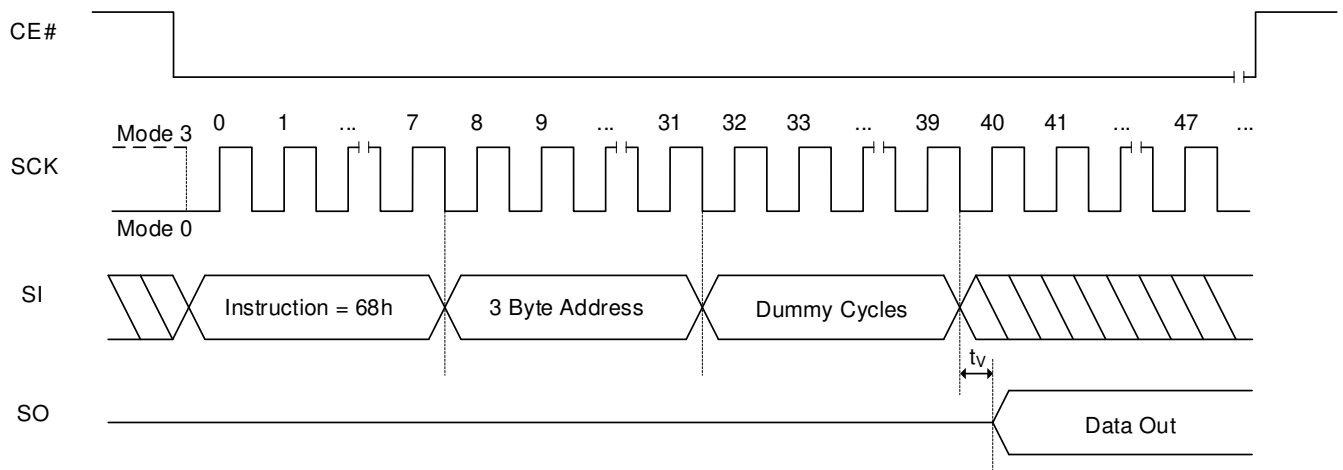 CE#
Mode 3 0 1 ... 7 8 9 ... 31 32 33 ... 39 40 41 ... 47 ...
SCK
Mode 0
SI Instruction = 68h 3 Byte Address Dummy Cycles
tV
SO Data Out